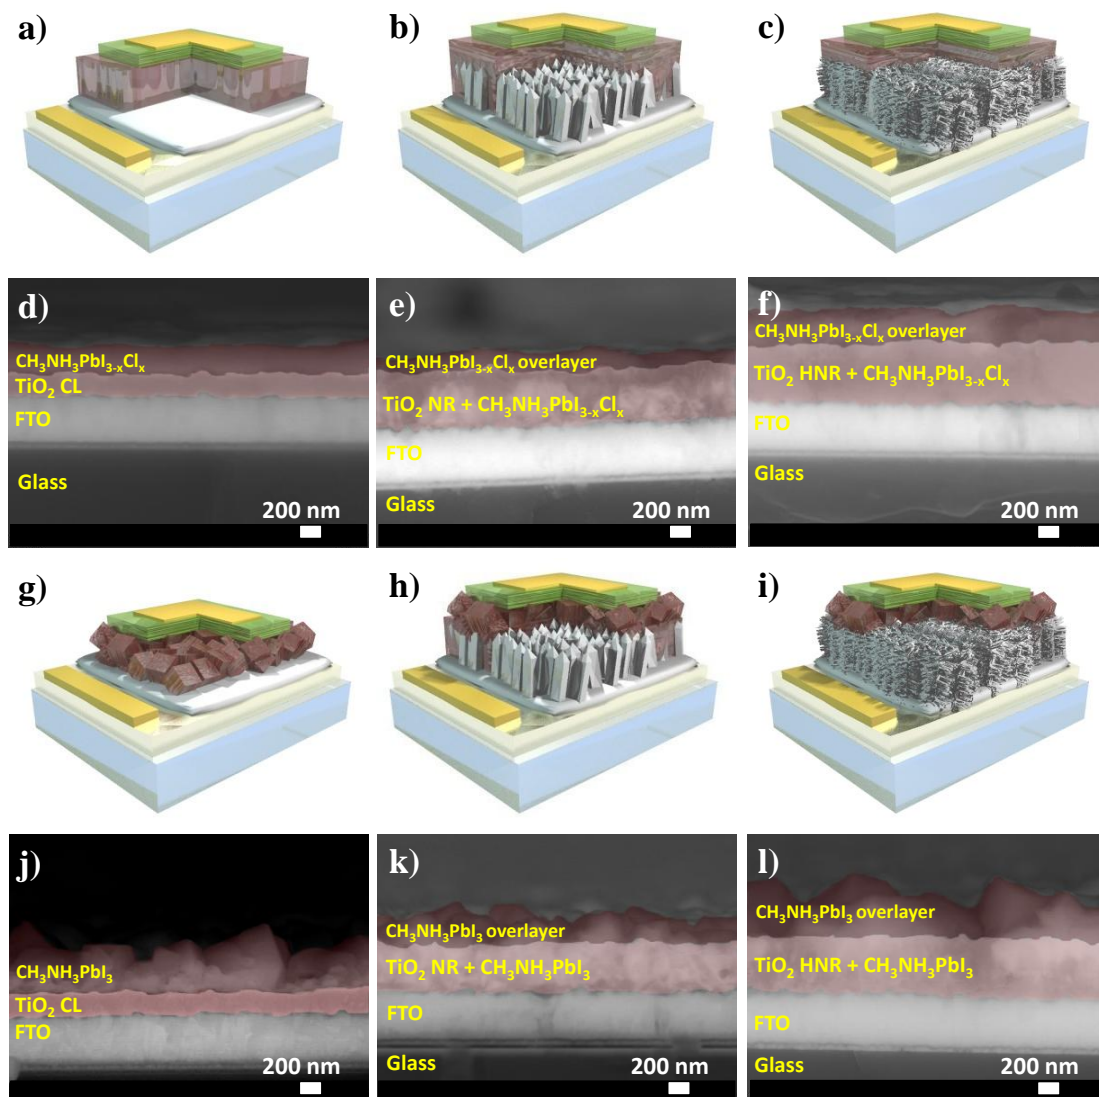 a)
b)
c)
d)
CH₃NH₃PbI₃₋ₓClₓ
TiO₂ CL
FTO
Glass
200 nm
e)
CH₃NH₃PbI₃₋ₓClₓ overlayer
TiO₂ NR + CH₃NH₃PbI₃₋ₓClₓ
FTO
Glass
200 nm
f)
CH₃NH₃PbI₃₋ₓClₓ overlayer
TiO₂ HNR + CH₃NH₃PbI₃₋ₓClₓ
FTO
Glass
200 nm
g)
h)
i)
j)
CH₃NH₃PbI₃
TiO₂ CL
FTO
200 nm
k)
CH₃NH₃PbI₃ overlayer
TiO₂ NR + CH₃NH₃PbI₃
FTO
Glass
200 nm
l)
CH₃NH₃PbI₃ overlayer
TiO₂ HNR + CH₃NH₃PbI₃
FTO
Glass
200 nm